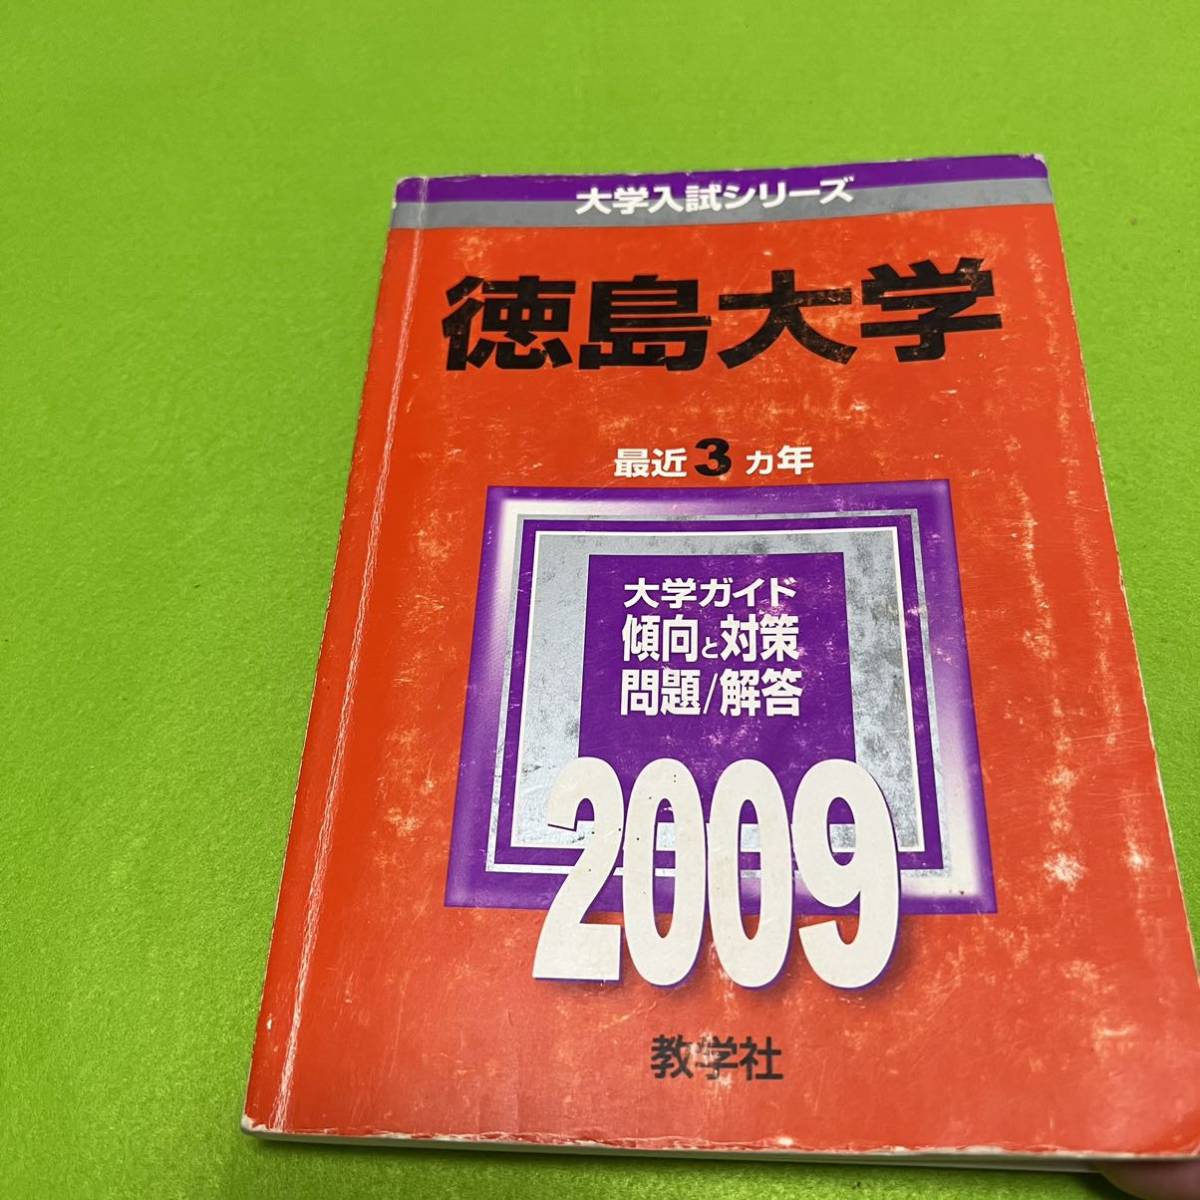 大学入試シリーズ
徳島大学
最近3ヵ年
大学ガイド
傾向と対策
問題/解答
2009
教学社